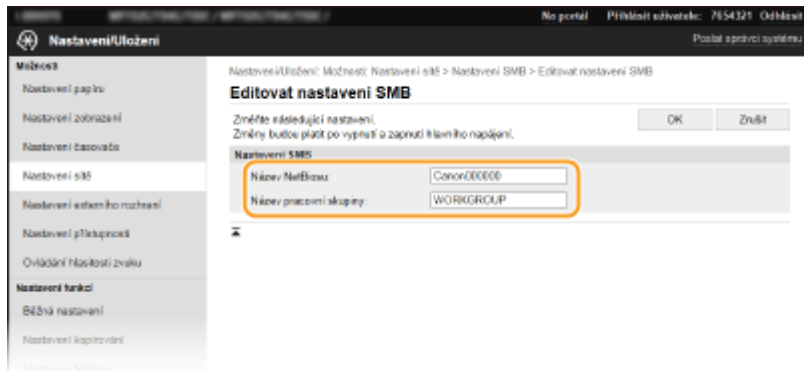 Na portál Přihlásit uživatele: 7654321 Odhlásit
Nastavení/Uložení
Poslat správci systému
Možnosti
Nastavení papíru
Nastavení zobrazení
Nastavení časovače
Nastavení sítě
Nastavení externího rozhraní
Nastavení přístupnosti
Ovládání hlasitosti zvuku
Nastavení funkcí
Běžná nastavení
Nastavení kopírování
Nastavení/Uložení: Možnosti: Nastavení sítě > Nastavení SMB > Editovat nastavení SMB
Editovat nastavení SMB
Změňte následující nastavení.
Změny budou platit po vypnutí a zapnutí hlavního napájení.
OK Zrušit
Nastavení SMB
Název NetBiosu: Canon000000
Název pracovní skupiny: WORKGROUP